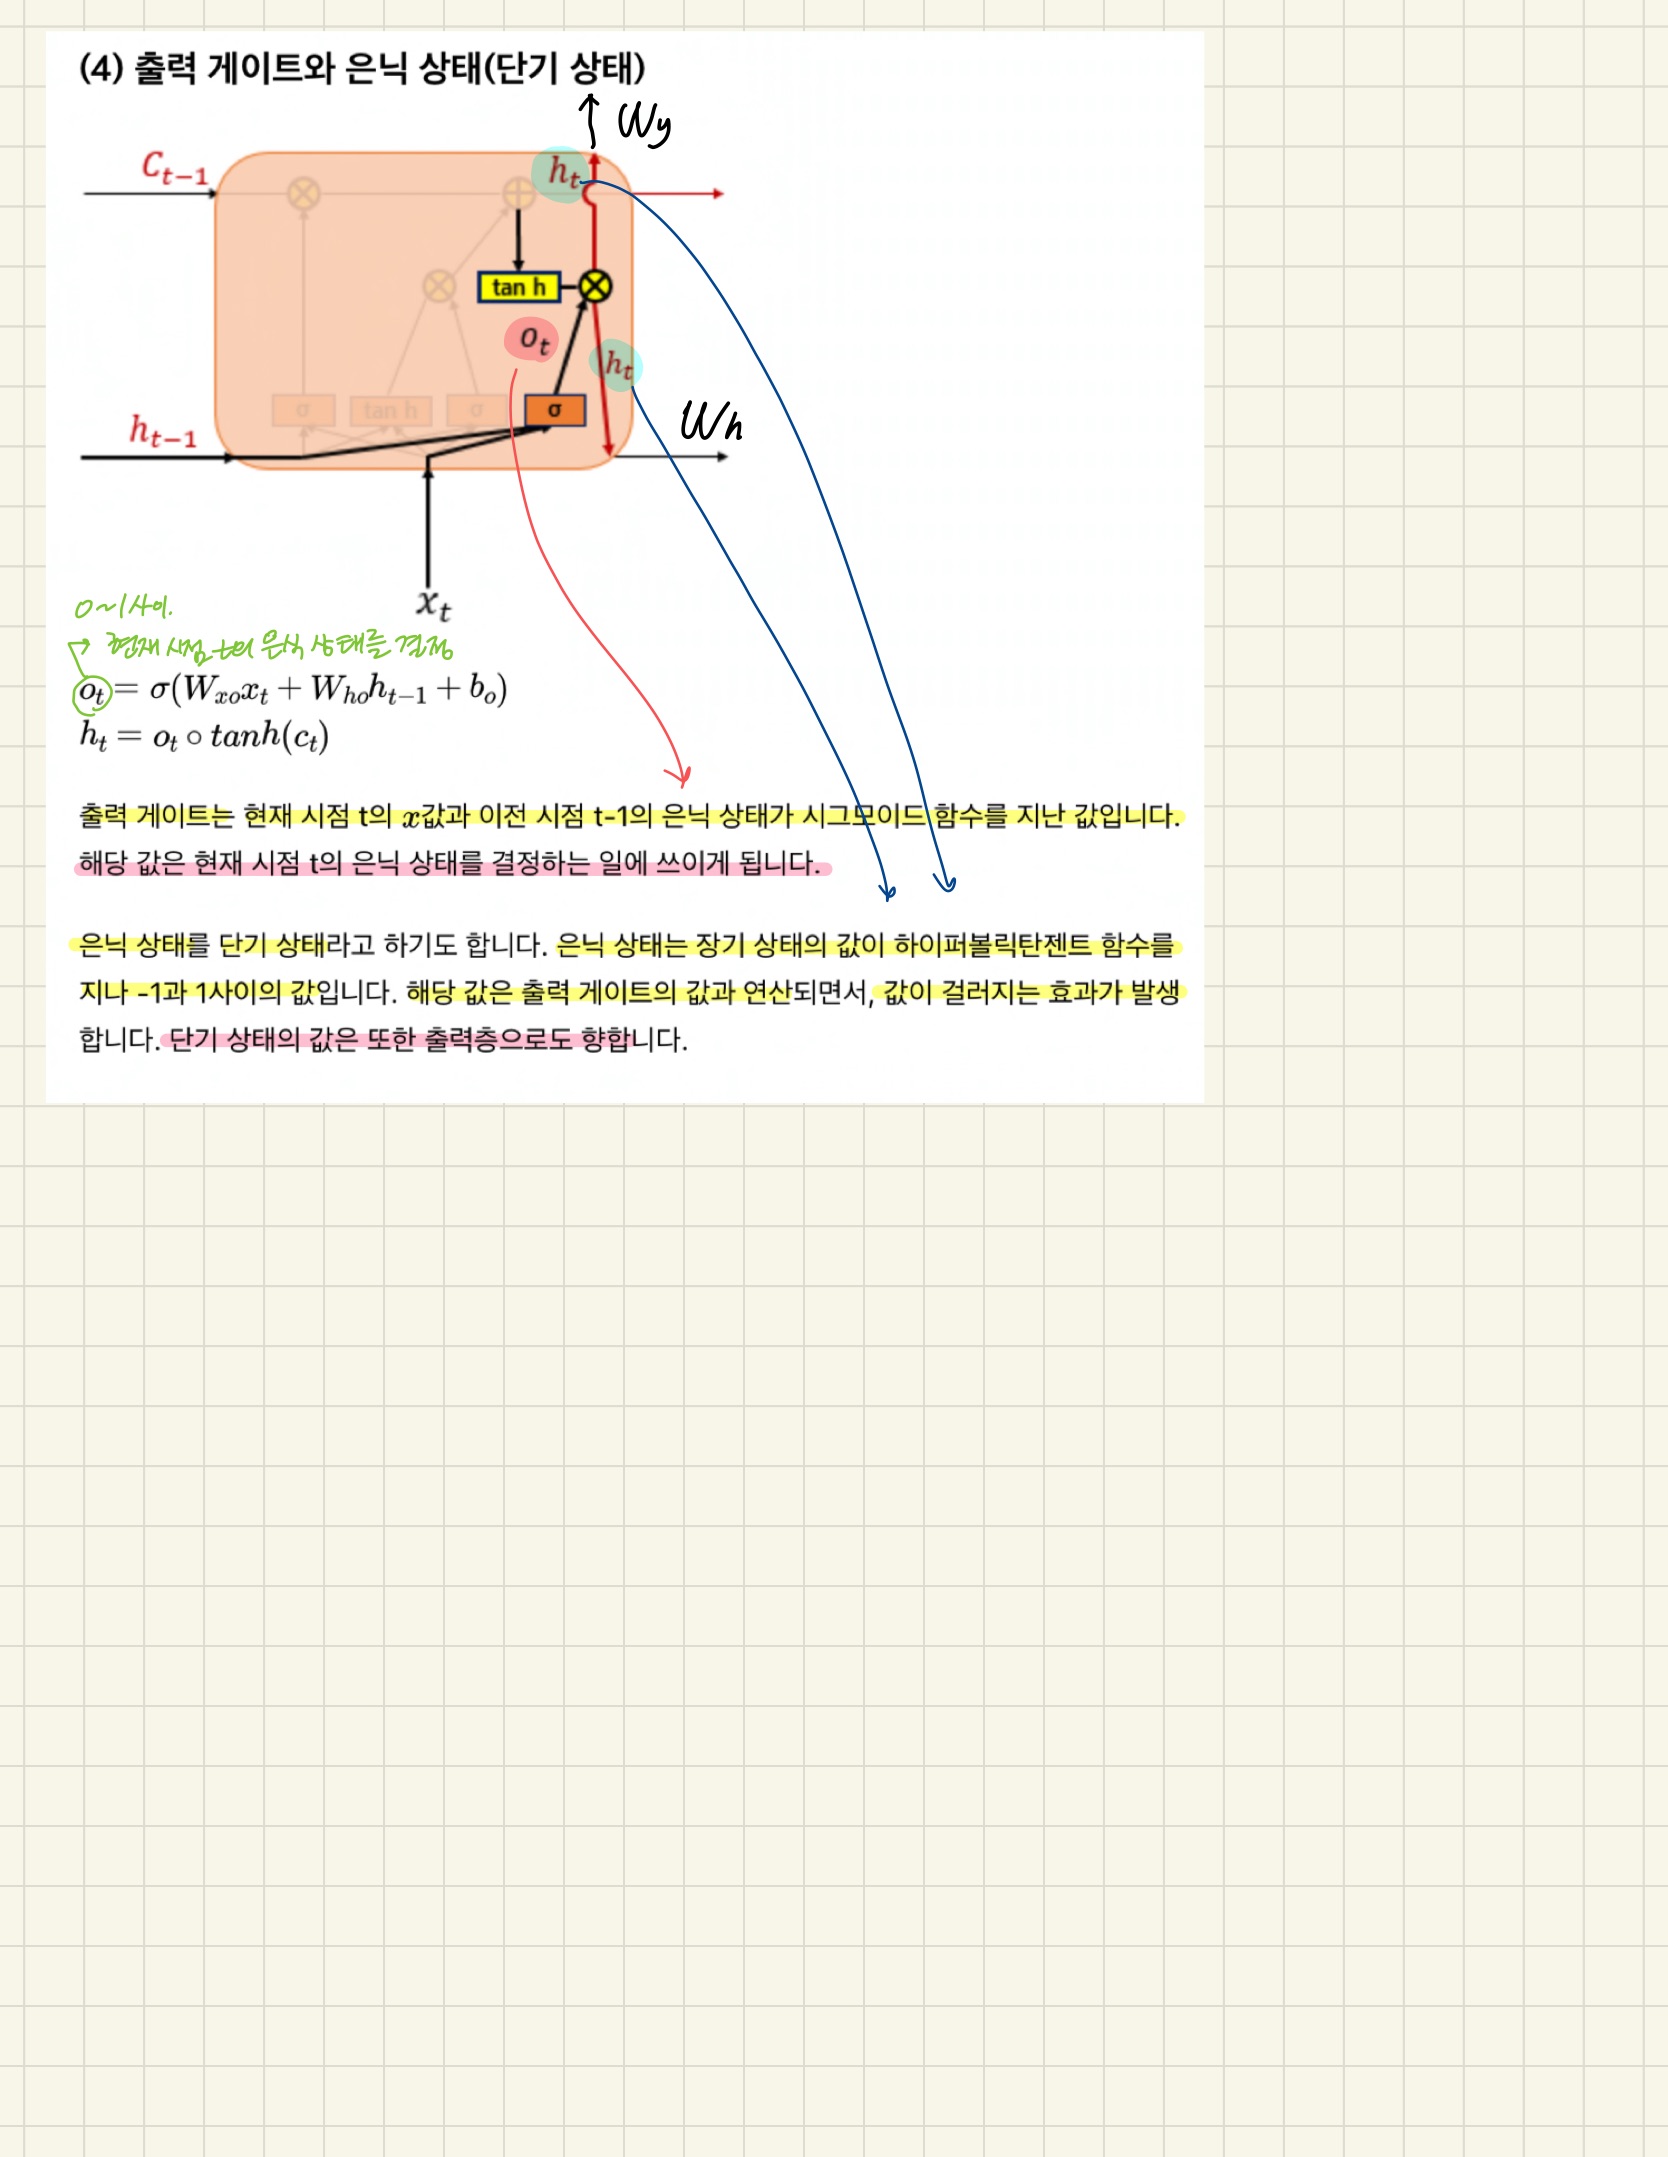 (4) 출력 게이트와 은닉 상태(단기 상태)
Wy
C_{t-1}
h_t
tan h
o_t
h_t
σ tan h σ σ
h_{t-1}
Wh
x_t
0~1사이.
현재 시점 t의 은닉 상태를 결정
o_t = σ(W_{xo}x_t + W_{ho}h_{t-1} + b_o)
h_t = o_t ∘ tanh(c_t)
출력 게이트는 현재 시점 t의 x값과 이전 시점 t-1의 은닉 상태가 시그모이드 함수를 지난 값입니다.
해당 값은 현재 시점 t의 은닉 상태를 결정하는 일에 쓰이게 됩니다.
은닉 상태를 단기 상태라고 하기도 합니다. 은닉 상태는 장기 상태의 값이 하이퍼볼릭탄젠트 함수를
지나 -1과 1사이의 값입니다. 해당 값은 출력 게이트의 값과 연산되면서, 값이 걸러지는 효과가 발생
합니다. 단기 상태의 값은 또한 출력층으로도 향합니다.